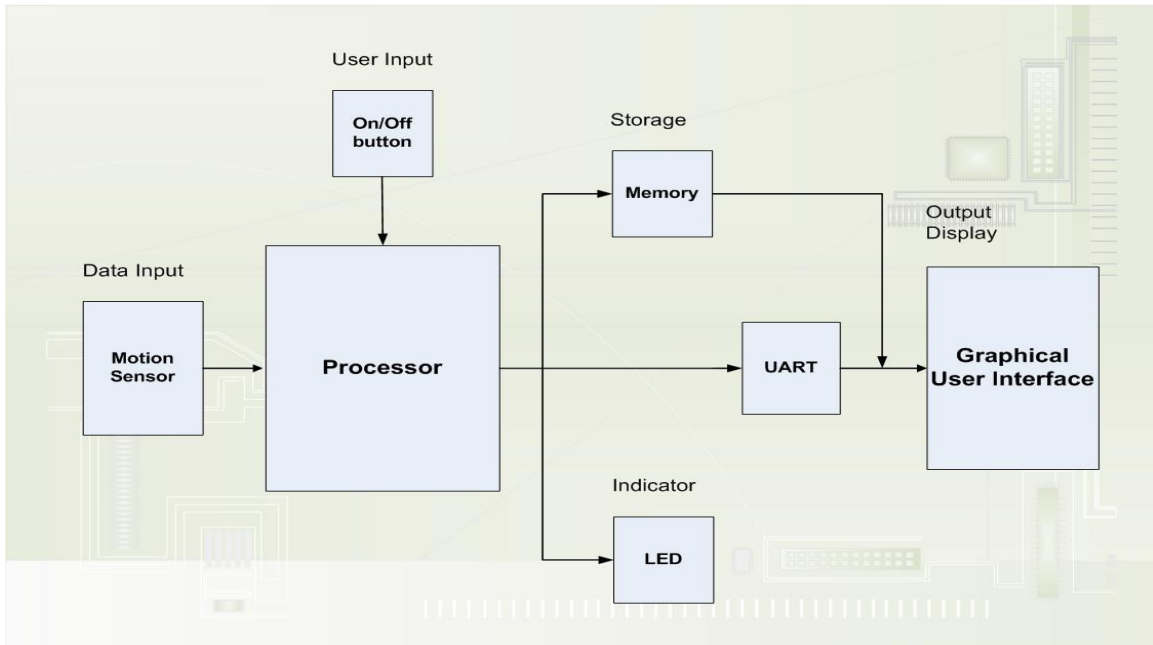 User Input
On/Off
button
Storage
Memory
Output
Display
Data Input
Motion
Sensor
Processor
UART
Graphical
User Interface
Indicator
LED